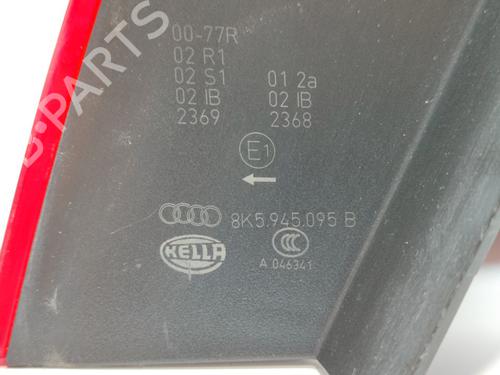 00-77R
02 R1
02 S1 01 2a
02 IB 02 IB
2369 2368
E1
8K5.945.095 B
HELLA
CCC
A 046341
B-PARTS